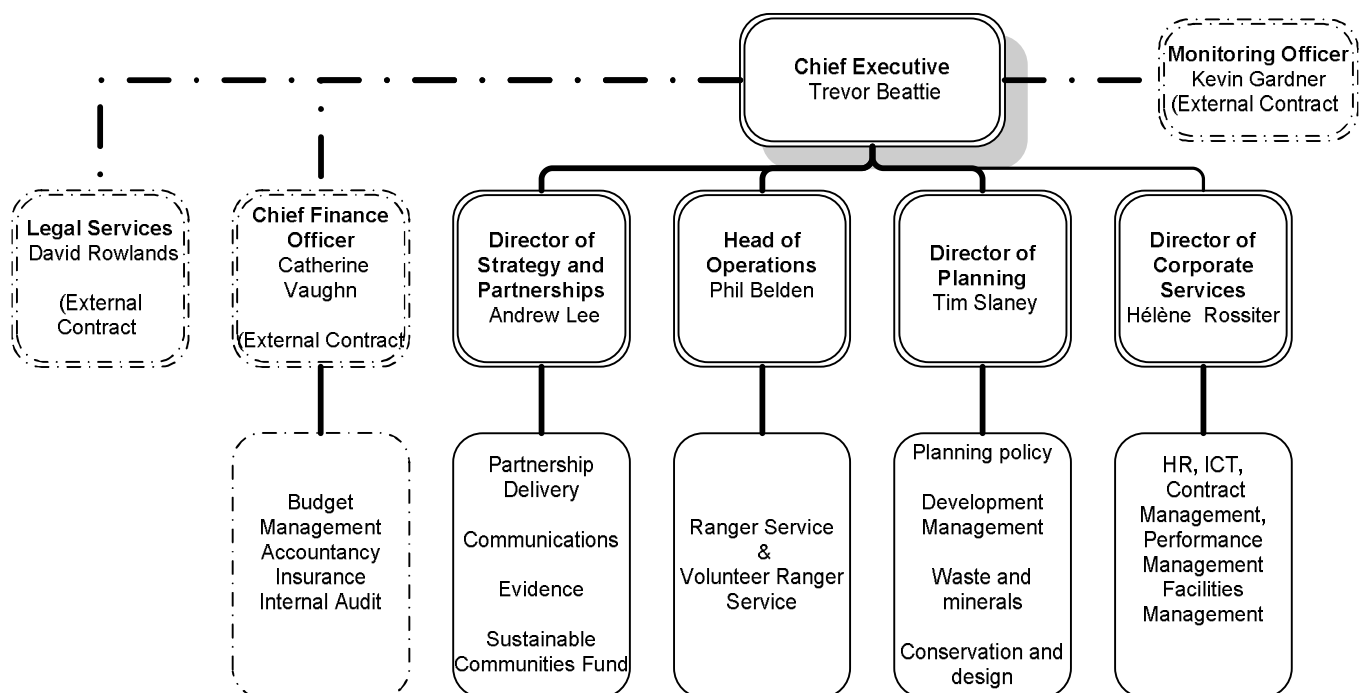 Chief Executive
Trevor Beattie
Monitoring Officer
Kevin Gardner
(External Contract
Legal Services
David Rowlands
(External
Contract
Chief Finance
Officer
Catherine
Vaughn
(External Contract
Director of
Strategy and
Partnerships
Andrew Lee
Head of
Operations
Phil Belden
Director of
Planning
Tim Slaney
Director of
Corporate
Services
Hélène Rossiter
Budget
Management
Accountancy
Insurance
Internal Audit
Partnership
Delivery
Communications
Evidence
Sustainable
Communities Fund
Ranger Service
&
Volunteer Ranger
Service
Planning policy
Development
Management
Waste and
minerals
Conservation and
design
HR, ICT,
Contract
Management,
Performance
Management
Facilities
Management